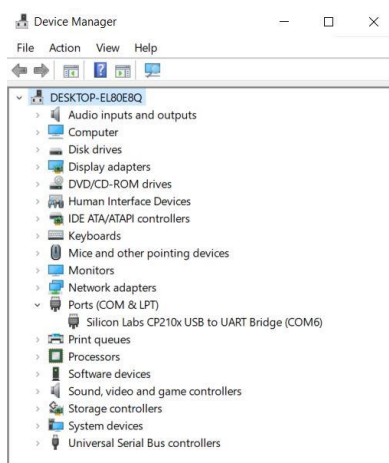 Device Manager
File Action View Help
DESKTOP-EL80E8Q
Audio inputs and outputs
Computer
Disk drives
Display adapters
DVD/CD-ROM drives
Human Interface Devices
IDE ATA/ATAPI controllers
Keyboards
Mice and other pointing devices
Monitors
Network adapters
Ports (COM & LPT)
Silicon Labs CP210x USB to UART Bridge (COM6)
Print queues
Processors
Software devices
Sound, video and game controllers
Storage controllers
System devices
Universal Serial Bus controllers